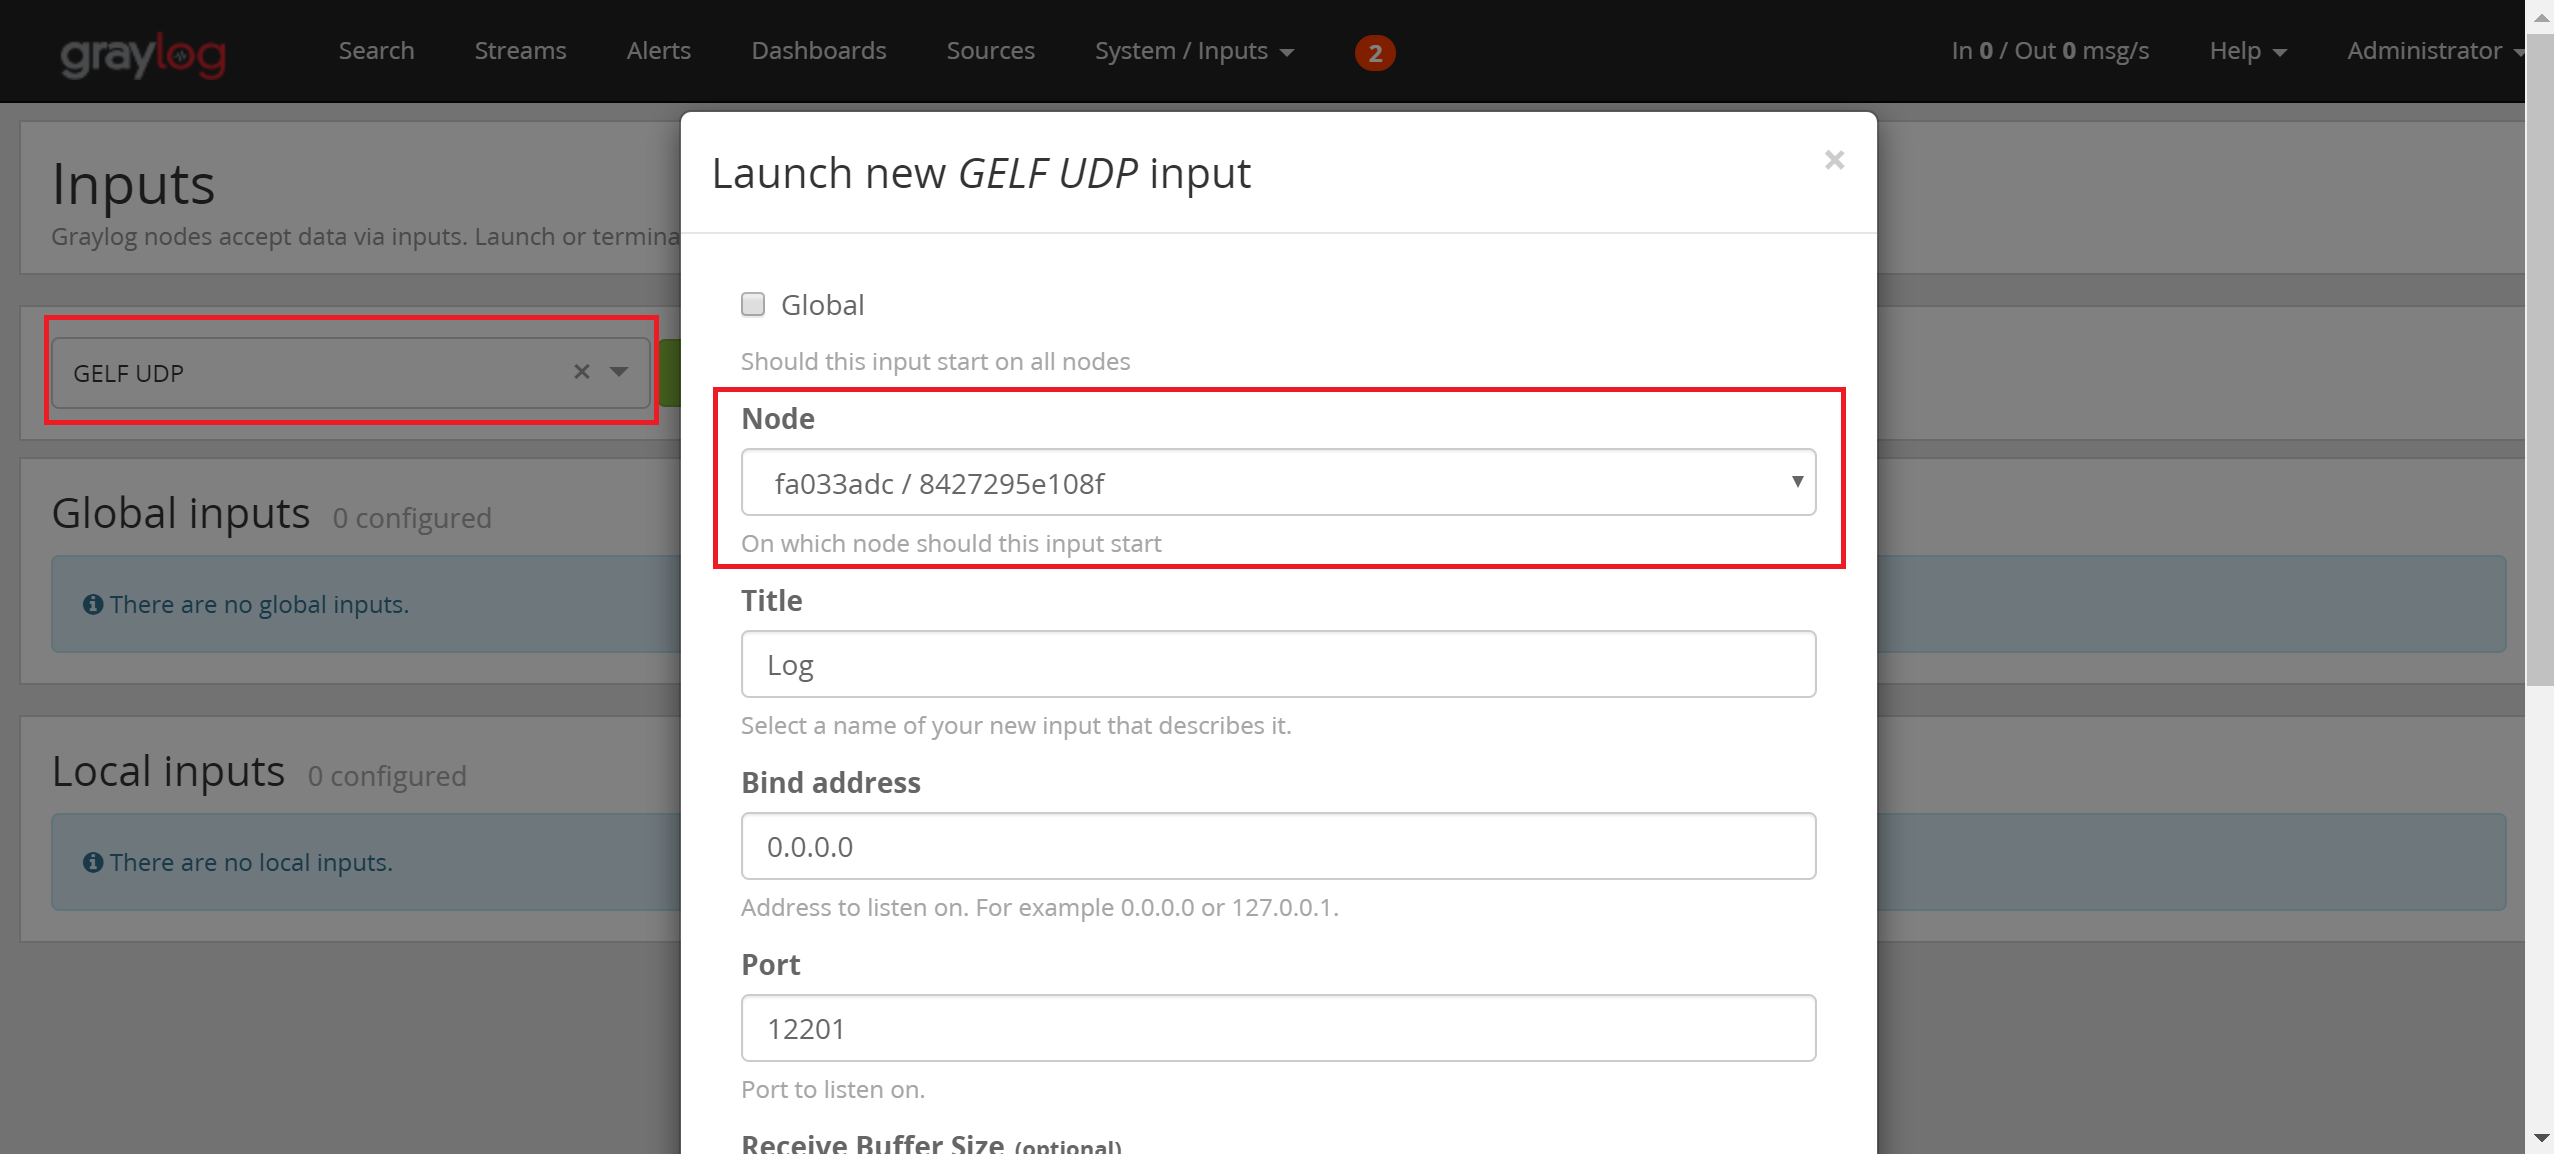 graylog Search Streams Alerts Dashboards Sources System / Inputs 2 In 0 / Out 0 msg/s Help Administrator
Inputs
Graylog nodes accept data via inputs. Launch or termina
GELF UDP
Global inputs 0 configured
There are no global inputs.
Local inputs 0 configured
There are no local inputs.
Launch new GELF UDP input
Global
Should this input start on all nodes
Node
fa033adc / 8427295e108f
On which node should this input start
Title
Log
Select a name of your new input that describes it.
Bind address
0.0.0.0
Address to listen on. For example 0.0.0.0 or 127.0.0.1.
Port
12201
Port to listen on.
Receive Buffer Size (optional)